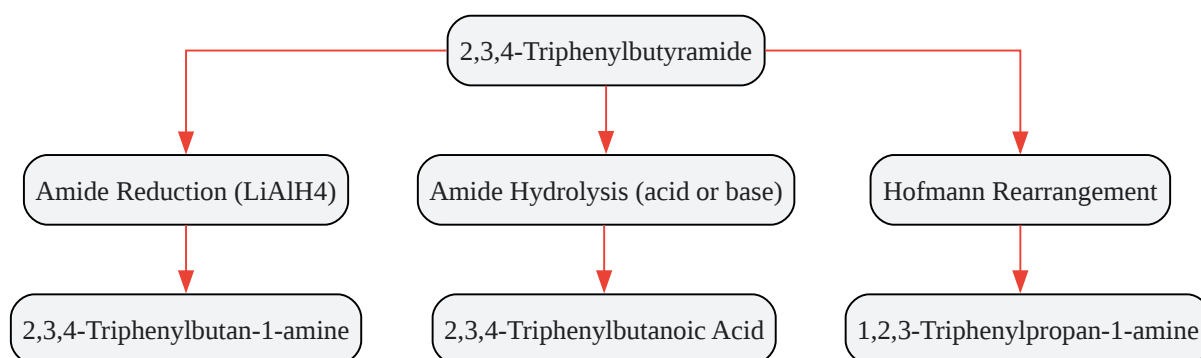 2,3,4-Triphenylbutyramide
Amide Reduction (LiAlH4)
Amide Hydrolysis (acid or base)
Hofmann Rearrangement
2,3,4-Triphenylbutan-1-amine
2,3,4-Triphenylbutanoic Acid
1,2,3-Triphenylpropan-1-amine